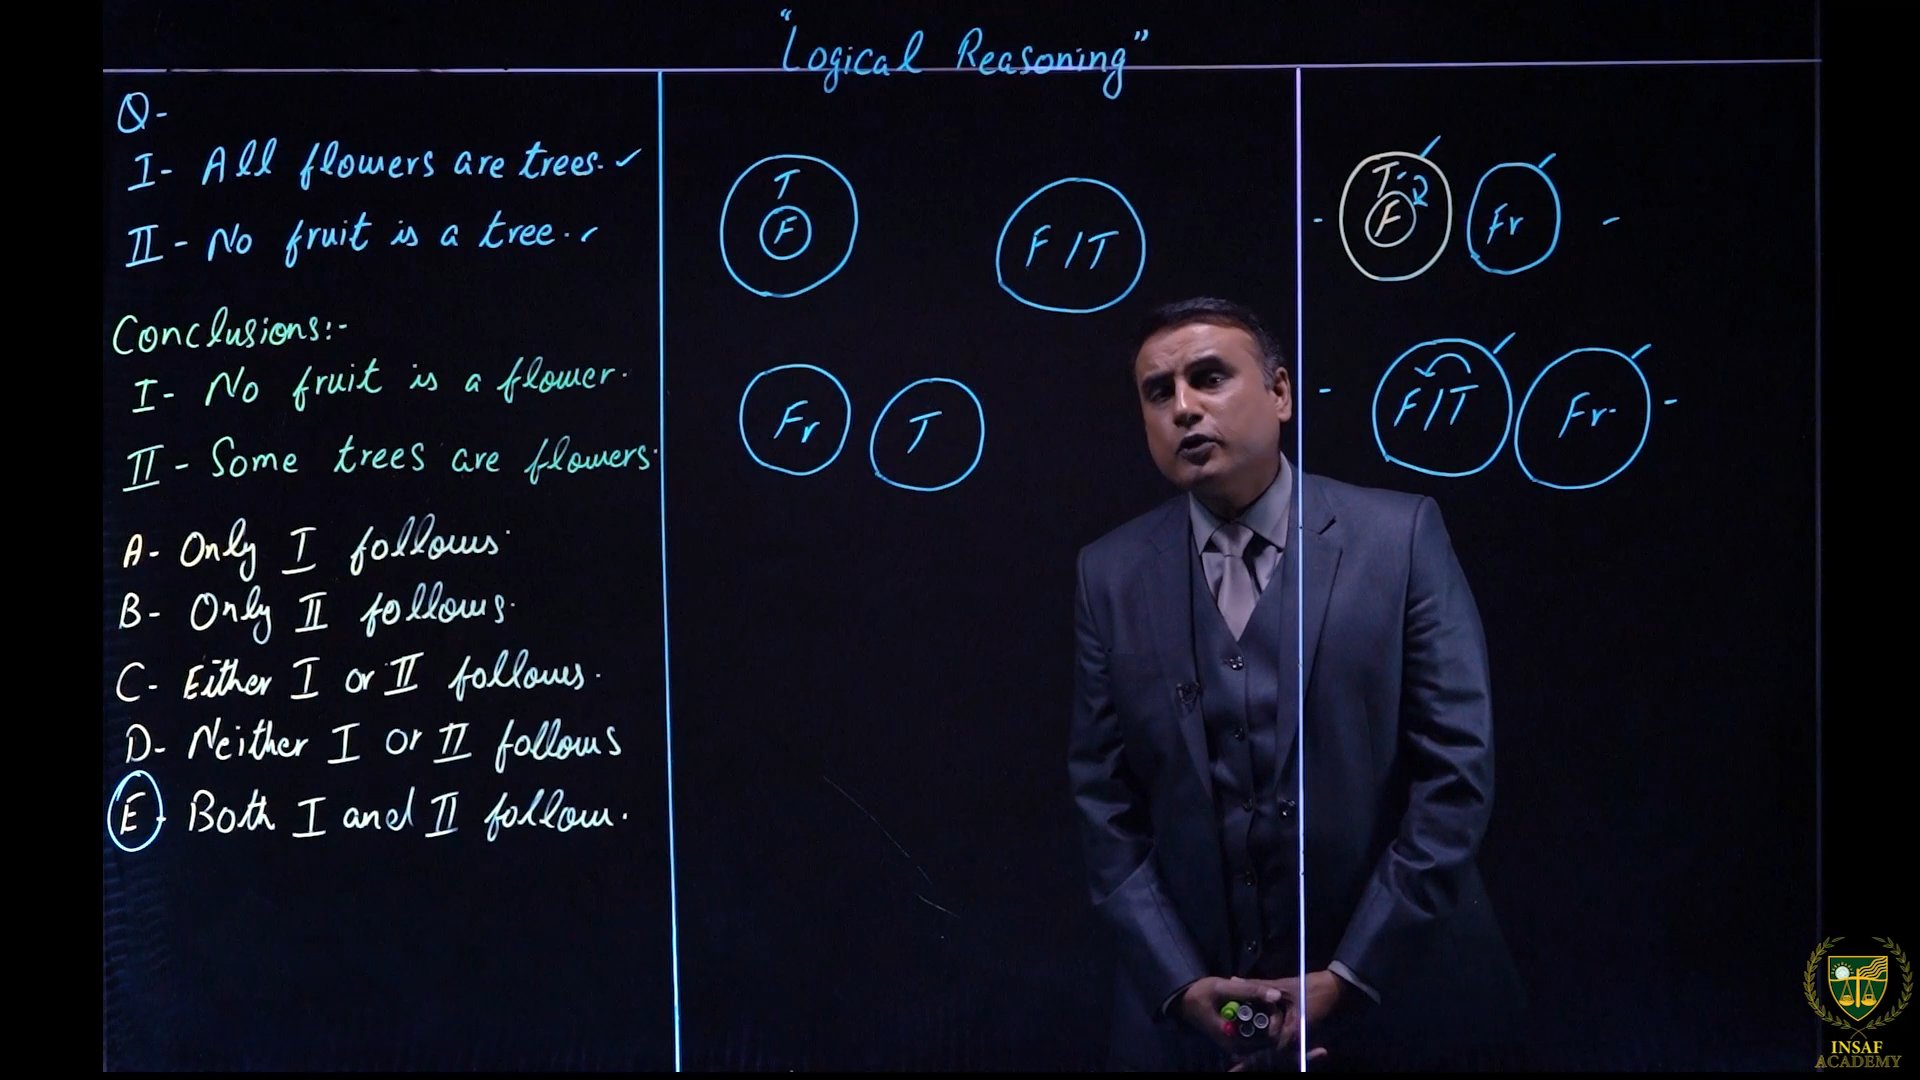 "Logical Reasoning"
Q-
I- All flowers are trees. ✓
II- No fruit is a tree. ✓
Conclusions:-
I- No fruit is a flower.
II- Some trees are flowers.
A- Only I follows.
B- Only II follows.
C- Either I or II follows.
D- Neither I or II follows
E- Both I and II follow.
T
F
F/T
Fr
T
T
F
Fr
F/T
Fr
INSAF
ACADEMY